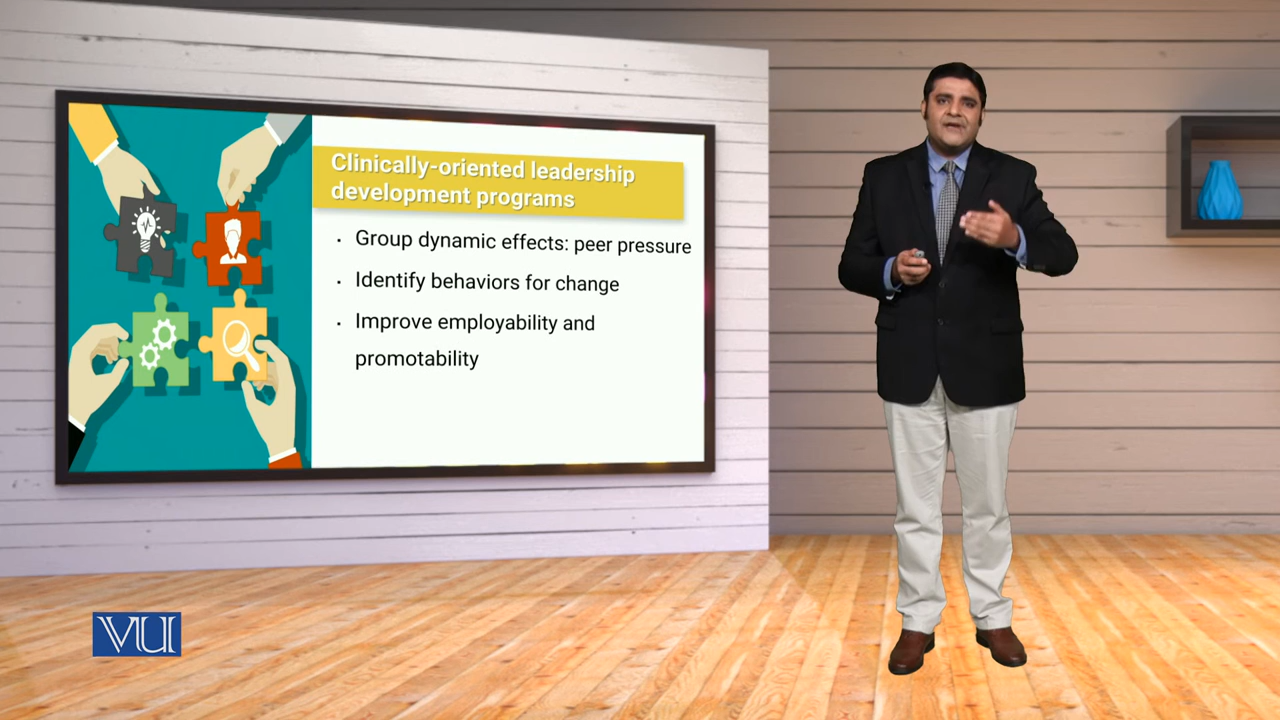 Clinically-oriented leadership
development programs
· Group dynamic effects: peer pressure
· Identify behaviors for change
· Improve employability and
promotability
VU